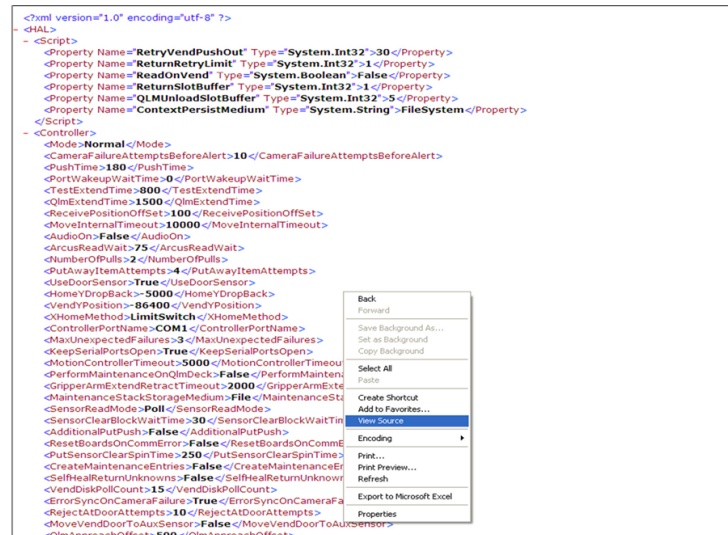 <?xml version="1.0" encoding="utf-8" ?>
- <HAL>
- <Script>
<Property Name="RetryVendPushOut" Type="System.Int32">30</Property>
<Property Name="ReturnRetryLimit" Type="System.Int32">1</Property>
<Property Name="ReadOnVend" Type="System.Boolean">False</Property>
<Property Name="ReturnSlotBuffer" Type="System.Int32">1</Property>
<Property Name="QLMUnloadSlotBuffer" Type="System.Int32">5</Property>
<Property Name="ContextPersistMedium" Type="System.String">FileSystem</Property>
</Script>
- <Controller>
<Mode>Normal</Mode>
<CameraFailureAttemptsBeforeAlert>10</CameraFailureAttemptsBeforeAlert>
<PushTime>180</PushTime>
<PortWakeupWaitTime>0</PortWakeupWaitTime>
<TestExtendTime>800</TestExtendTime>
<QlmExtendTime>1500</QlmExtendTime>
<ReceivePositionOffSet>100</ReceivePositionOffSet>
<MoveInternalTimeout>10000</MoveInternalTimeout>
<AudioOn>False</AudioOn>
<ArcusReadWait>75</ArcusReadWait>
<NumberOfPulls>2</NumberOfPulls>
<PutAwayItemAttempts>4</PutAwayItemAttempts>
<UseDoorSensor>True</UseDoorSensor>
<HomeYDropBack>-5000</HomeYDropBack>
<VendYPosition>-86400</VendYPosition>
<XHomeMethod>LimitSwitch</XHomeMethod>
<ControllerPortName>COM1</ControllerPortName>
<MaxUnexpectedFailures>3</MaxUnexpectedFailures>
<KeepSerialPortsOpen>True</KeepSerialPortsOpen>
<MotionControllerTimeout>5000</MotionControllerTimeou
<PerformMaintenanceOnQlmDeck>False</PerformMaintena
<GripperArmExtendRetractTimeout>2000</GripperArmExte
<MaintenanceStackStorageMedium>File</MaintenanceSta
<SensorReadMode>Poll</SensorReadMode>
<SensorClearBlockWaitTime>30</SensorClearBlockWaitTim
<AdditionalPutPush>False</AdditionalPutPush>
<ResetBoardsOnCommError>False</ResetBoardsOnCommE
<PutSensorClearSpinTime>250</PutSensorClearSpinTime>
<CreateMaintenanceEntries>False</CreateMaintenanceEn
<SelfHealReturnUnknowns>False</SelfHealReturnUnknow
<VendDiskPollCount>15</VendDiskPollCount>
<ErrorSyncOnCameraFailure>True</ErrorSyncOnCameraFa
<RejectAtDoorAttempts>10</RejectAtDoorAttempts>
<MoveVendDoorToAuxSensor>False</MoveVendDoorToAuxSensor>
<QlmApproachOffset>500</QlmApproachOffset>
Back
Forward
Save Background As...
Set as Background
Copy Background
Select All
Paste
Create Shortcut
Add to Favorites...
View Source
Encoding
Print...
Print Preview...
Refresh
Export to Microsoft Excel
Properties